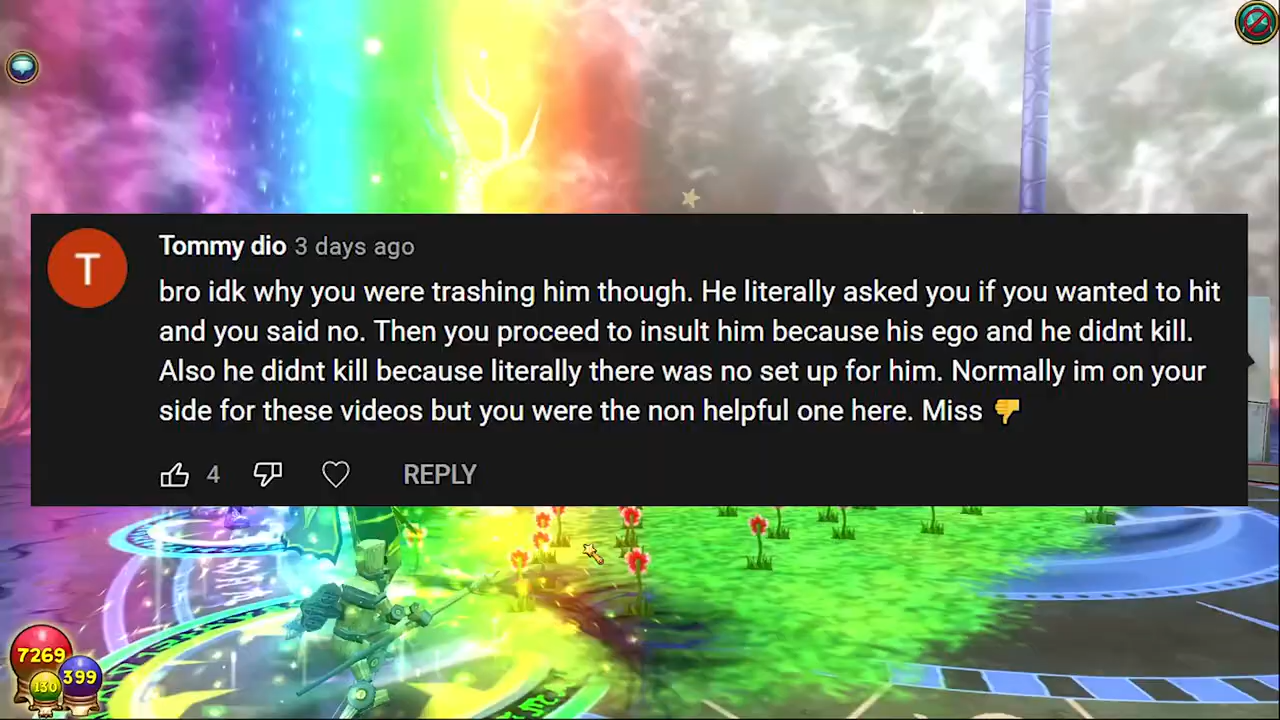 Tommy dio 3 days ago
bro idk why you were trashing him though. He literally asked you if you wanted to hit
and you said no. Then you proceed to insult him because his ego and he didnt kill.
Also he didnt kill because literally there was no set up for him. Normally im on your
side for these videos but you were the non helpful one here. Miss 👎
4 REPLY
7269
130 399
T